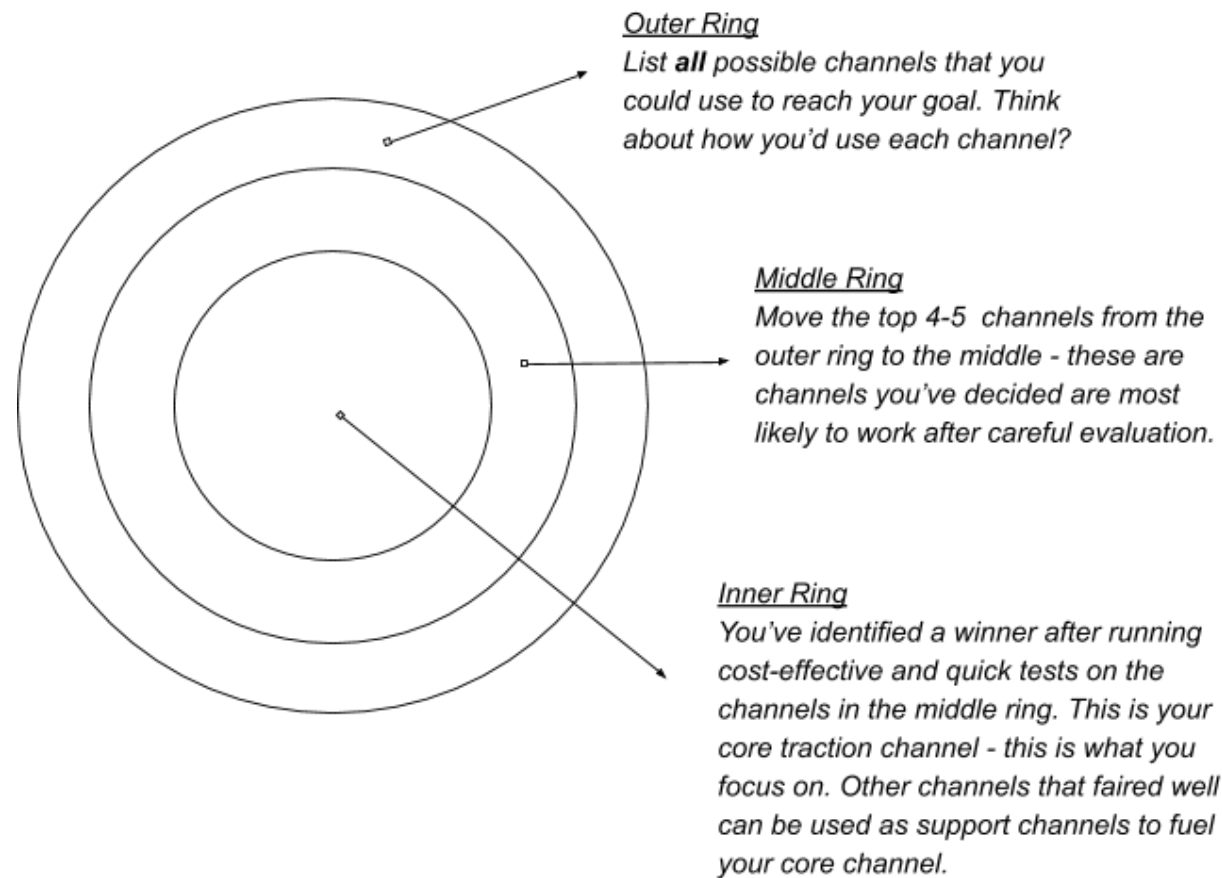 Outer Ring
List all possible channels that you
could use to reach your goal. Think
about how you'd use each channel?
Middle Ring
Move the top 4-5  channels from the
outer ring to the middle - these are
channels you've decided are most
likely to work after careful evaluation.
Inner Ring
You've identified a winner after running
cost-effective and quick tests on the
channels in the middle ring. This is your
core traction channel - this is what you
focus on. Other channels that faired well
can be used as support channels to fuel
your core channel.